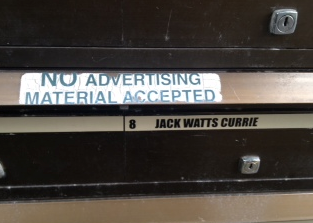 NO ADVERTISING
MATERIAL ACCEPTED
8 JACK WATTS CURRIE